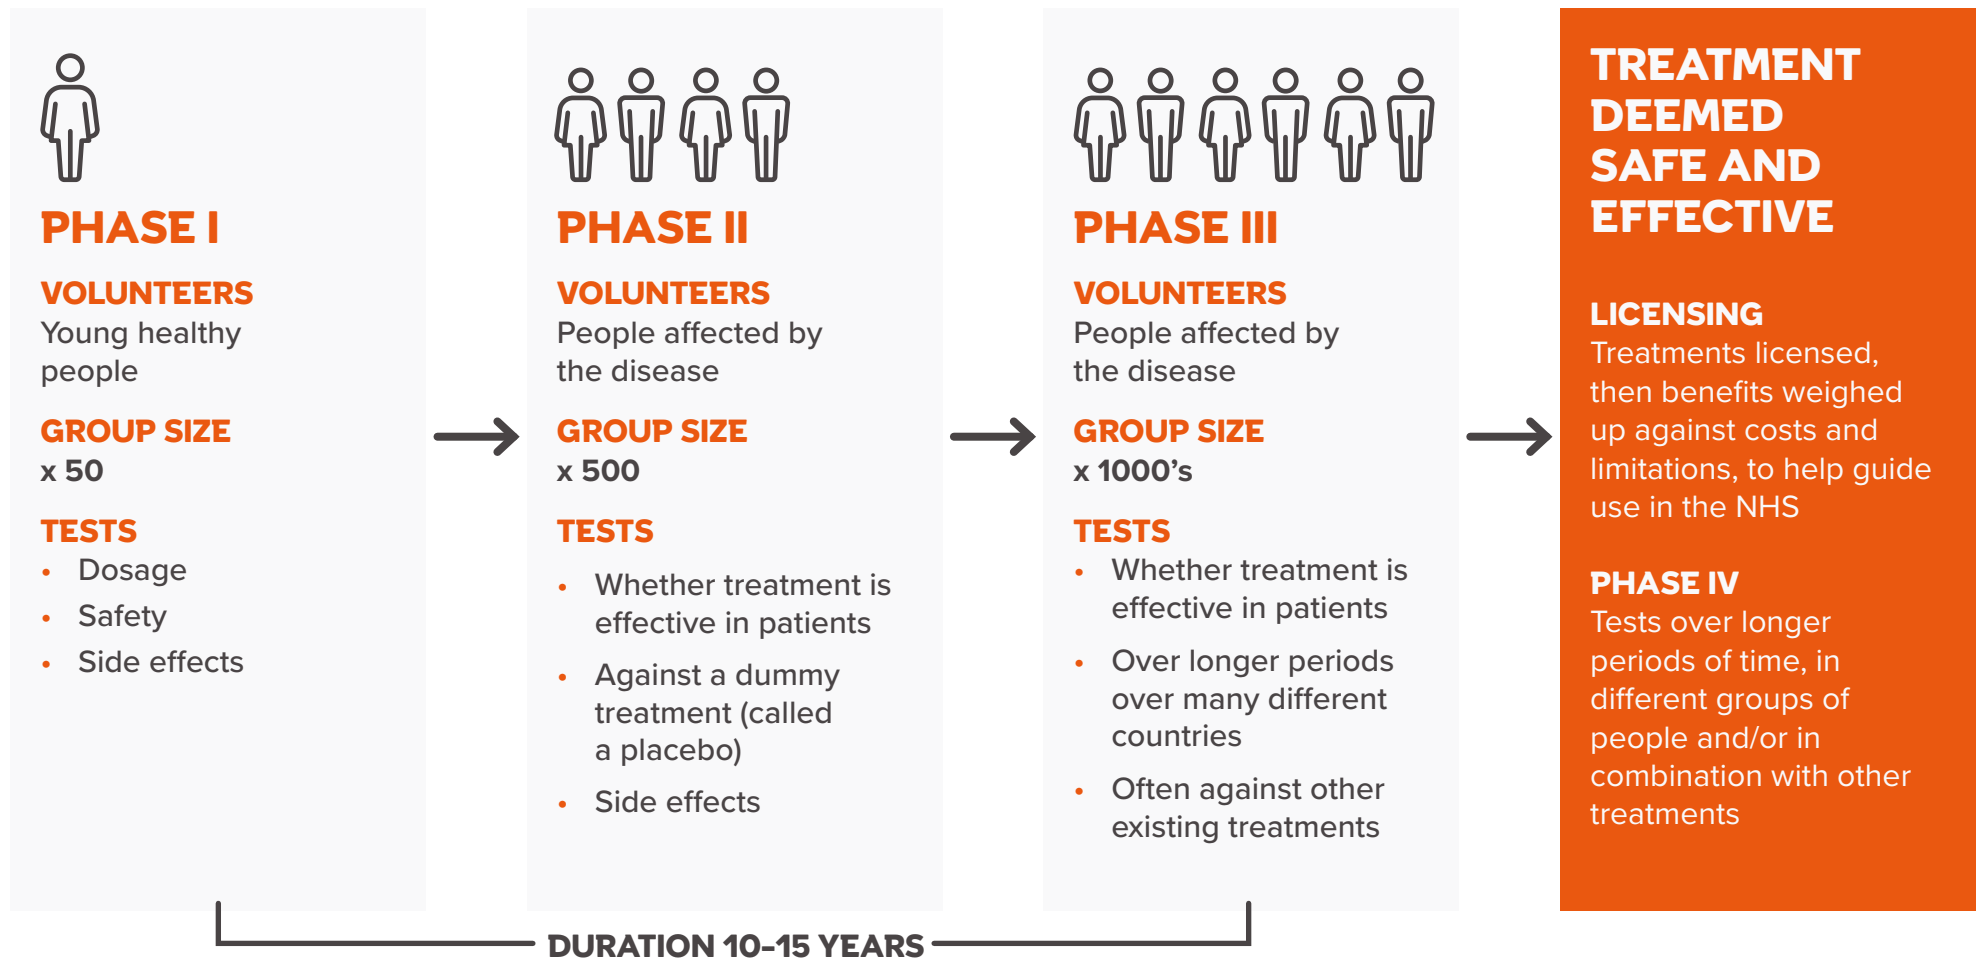 PHASE I
VOLUNTEERS
Young healthy
people
GROUP SIZE
x 50
TESTS
• Dosage
• Safety
• Side effects
PHASE II
VOLUNTEERS
People affected by
the disease
GROUP SIZE
x 500
TESTS
• Whether treatment is
effective in patients
• Against a dummy
treatment (called
a placebo)
• Side effects
PHASE III
VOLUNTEERS
People affected by
the disease
GROUP SIZE
x 1000’s
TESTS
• Whether treatment is
effective in patients
• Over longer periods
over many different
countries
• Often against other
existing treatments
TREATMENT
DEEMED
SAFE AND
EFFECTIVE
LICENSING
Treatments licensed,
then benefits weighed
up against costs and
limitations, to help guide
use in the NHS
PHASE IV
Tests over longer
periods of time, in
different groups of
people and/or in
combination with other
treatments
DURATION 10-15 YEARS